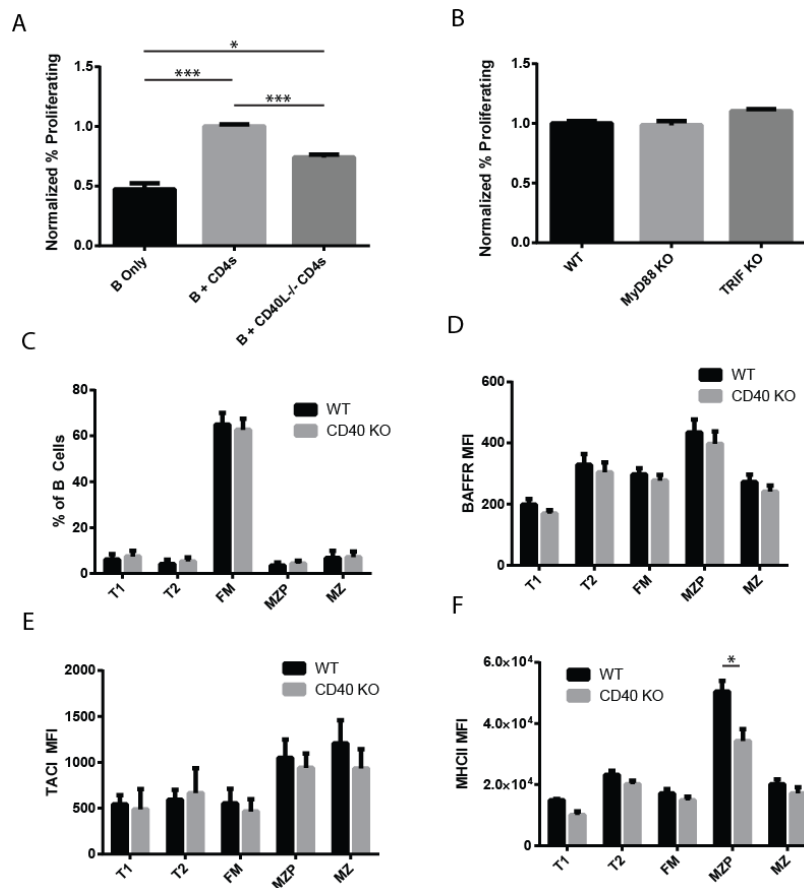 A
*
***
***
Normalized % Proliferating
1.5
1.0
0.5
0.0
B Only
B + CD4s
B + CD40L-/- CD4s
B
Normalized % Proliferating
1.5
1.0
0.5
0.0
WT
MyD88 KO
TRIF KO
C
% of B Cells
80
60
40
20
0
WT
CD40 KO
T1
T2
FM
MZP
MZ
D
BAFFR MFI
600
400
200
0
WT
CD40 KO
T1
T2
FM
MZP
MZ
E
TACI MFI
2000
1500
1000
500
0
WT
CD40 KO
T1
T2
FM
MZP
MZ
F
MHCII MFI
6.0×10⁴
4.0×10⁴
2.0×10⁴
0
WT
CD40 KO
*
T1
T2
FM
MZP
MZ